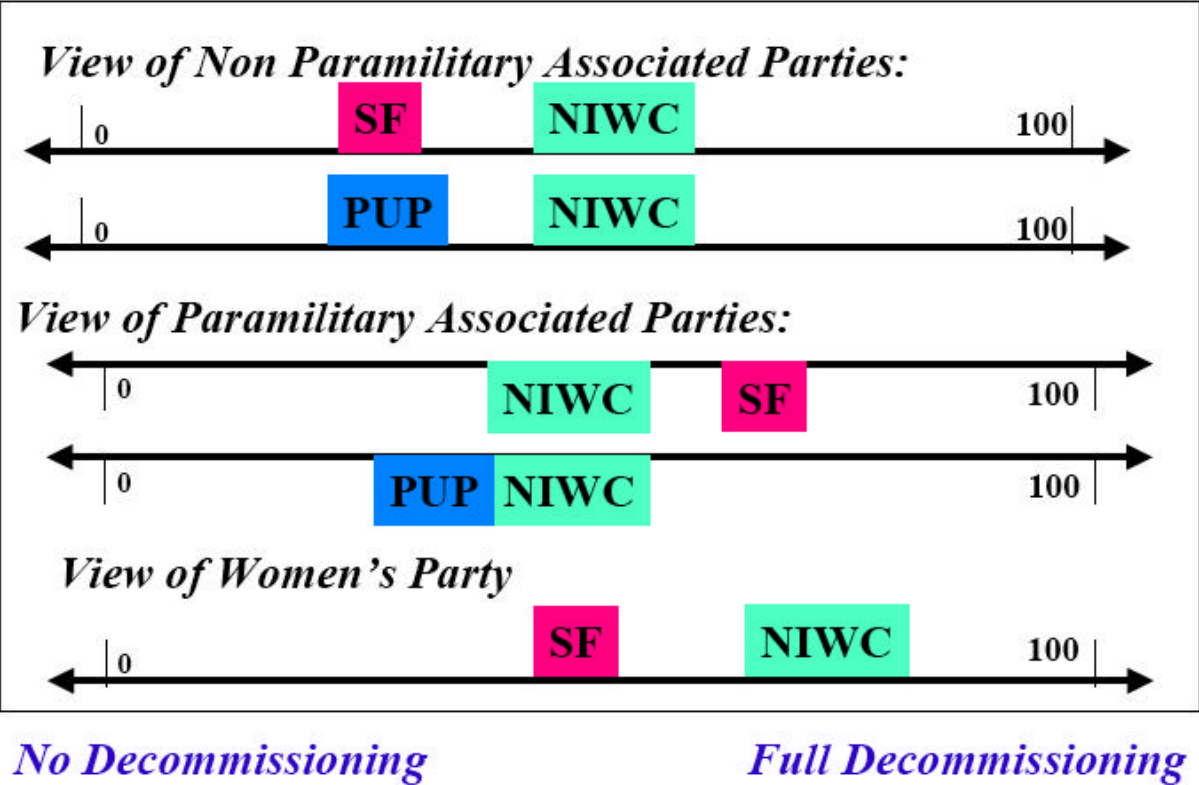 View of Non Paramilitary Associated Parties:
0 SF NIWC 100
0 PUP NIWC 100
View of Paramilitary Associated Parties:
0 NIWC SF 100
0 PUP NIWC 100
View of Women’s Party
0 SF NIWC 100
No Decommissioning Full Decommissioning